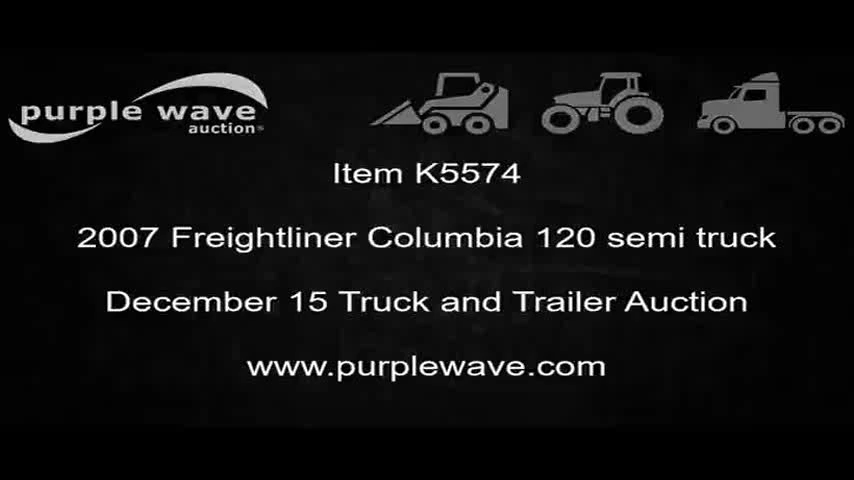 purple wave
auction®
Item K5574
2007 Freightliner Columbia 120 semi truck
December 15 Truck and Trailer Auction
www.purplewave.com